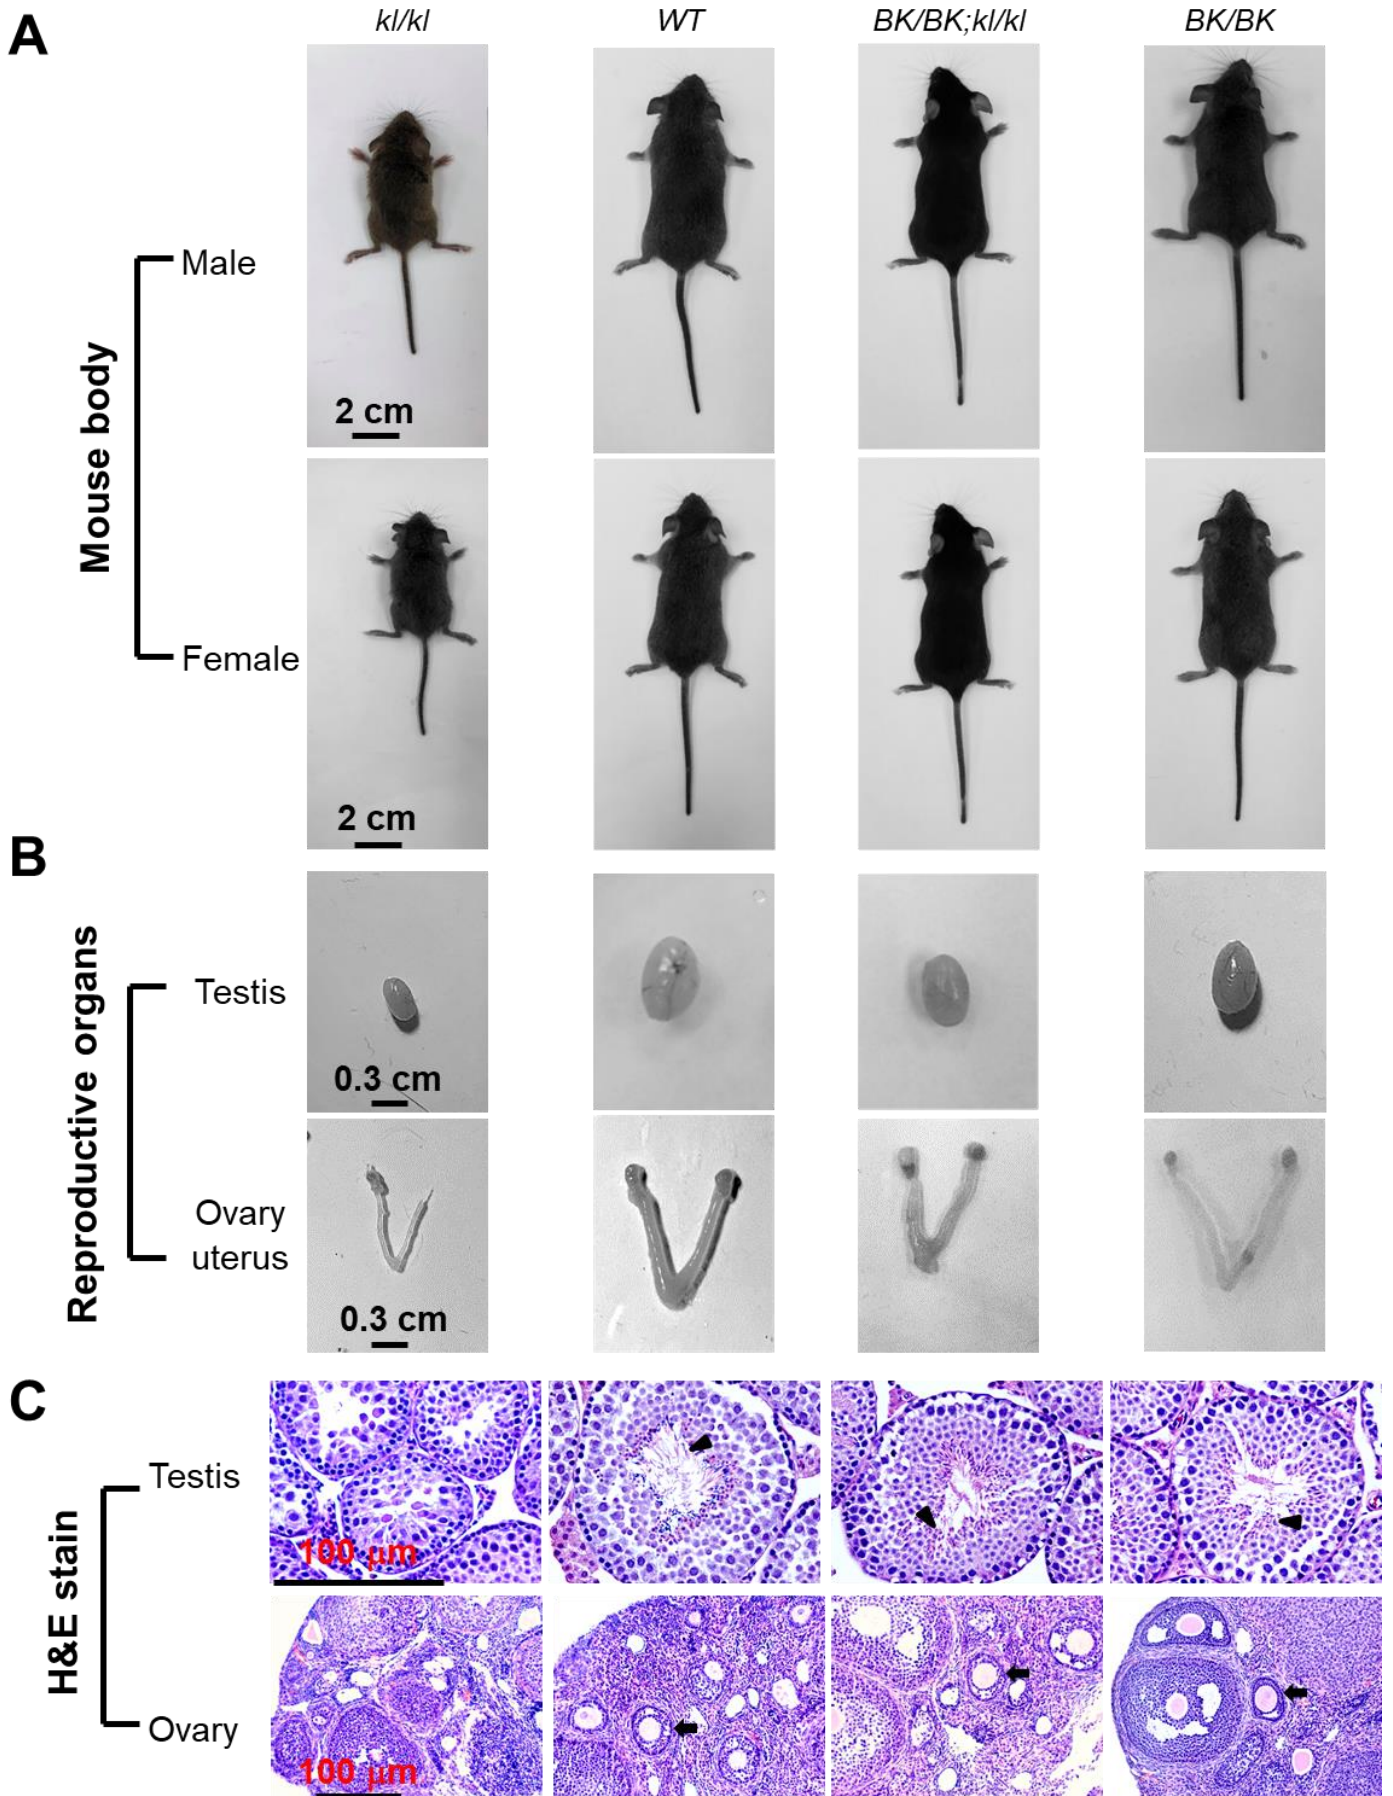 A
kl/kl
WT
BK/BK;kl/kl
BK/BK
Mouse body
Male
2 cm
Female
2 cm
B
Reproductive organs
Testis
0.3 cm
Ovary
uterus
0.3 cm
C
H&E stain
Testis
100 μm
Ovary
100 μm